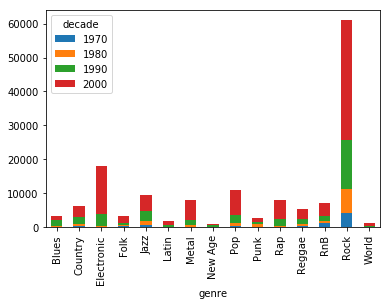 decade
1970
1980
1990
2000
60000
50000
40000
30000
20000
10000
0
Blues
Country
Electronic
Folk
Jazz
Latin
Metal
New Age
Pop
Punk
Rap
Reggae
RnB
Rock
World
genre